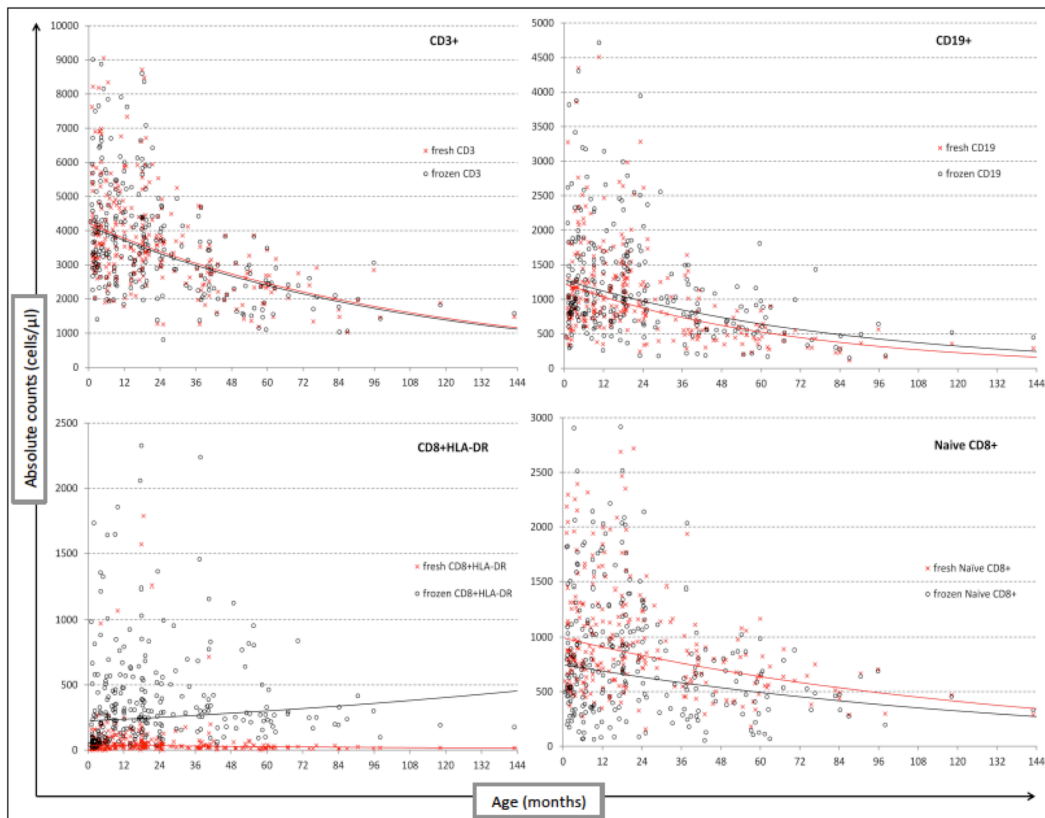 Absolute counts (cells/µl)
CD3+
10000
9000
8000
7000
6000
5000
4000
3000
2000
1000
0
× fresh CD3
○ frozen CD3
0 12 24 36 48 60 72 84 96 108 120 132 144
CD19+
5000
4500
4000
3500
3000
2500
2000
1500
1000
500
0
× fresh CD19
○ frozen CD19
0 12 24 36 48 60 72 84 96 108 120 132 144
CD8+HLA-DR
2500
2000
1500
1000
500
0
× fresh CD8+HLA-DR
○ frozen CD8+HLA-DR
0 12 24 36 48 60 72 84 96 108 120 132 144
Naive CD8+
3000
2500
2000
1500
1000
500
0
× fresh Naïve CD8+
○ frozen Naive CD8+
0 12 24 36 48 60 72 84 96 108 120 132 144
Age (months)